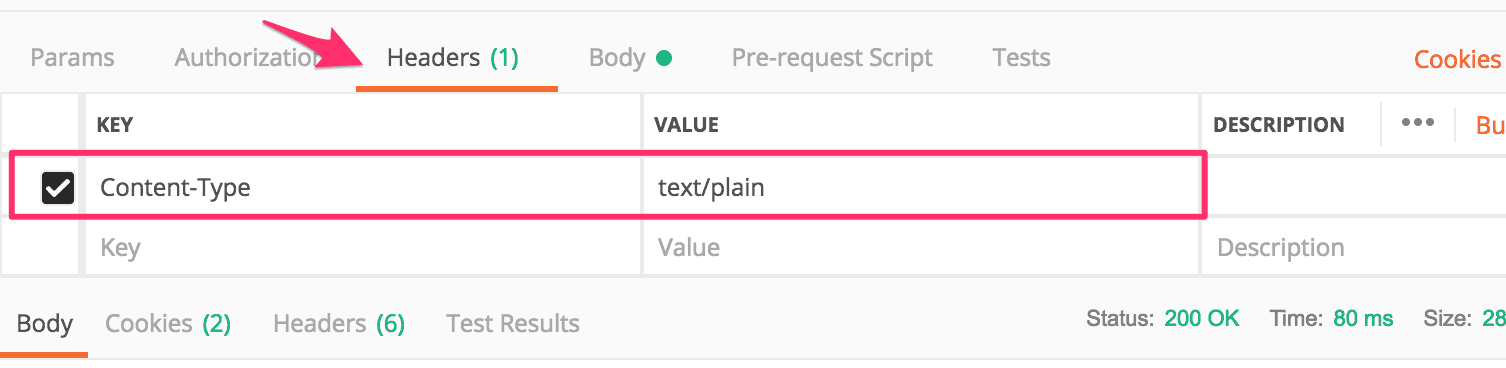 Params Authorization Headers (1) Body Pre-request Script Tests Cookies
KEY VALUE DESCRIPTION ••• Bu
Content-Type text/plain
Key Value Description
Body Cookies (2) Headers (6) Test Results Status: 200 OK Time: 80 ms Size: 28